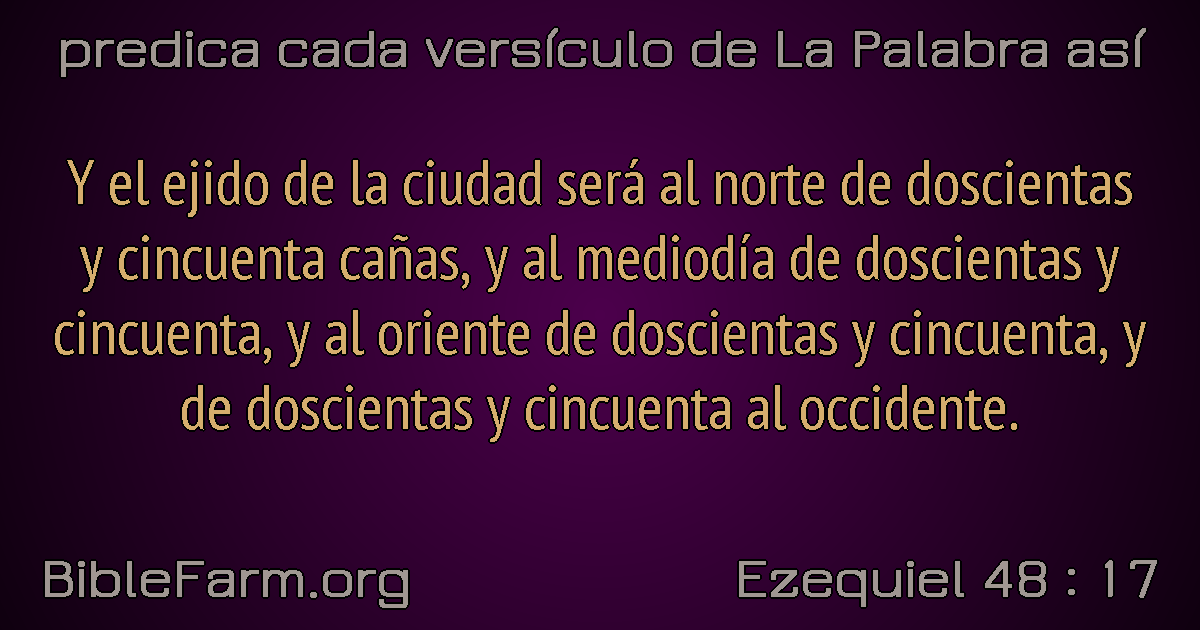 predica cada versículo de La Palabra así
Y el ejido de la ciudad será al norte de doscientas
y cincuenta cañas, y al mediodía de doscientas y
cincuenta, y al oriente de doscientas y cincuenta, y
de doscientas y cincuenta al occidente.
BibleFarm.org
Ezequiel 48 : 17